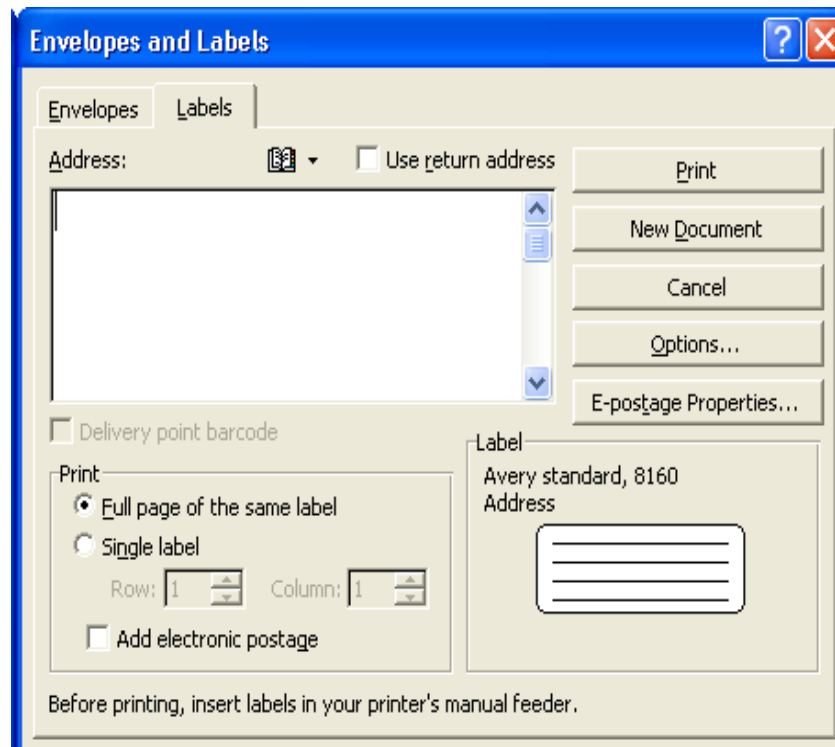 Envelopes and Labels
Envelopes Labels
Address: Use return address
Print
New Document
Cancel
Options...
E-postage Properties...
Delivery point barcode
Print
Full page of the same label
Single label
Row: 1 Column: 1
Add electronic postage
Label
Avery standard, 8160
Address
Before printing, insert labels in your printer's manual feeder.